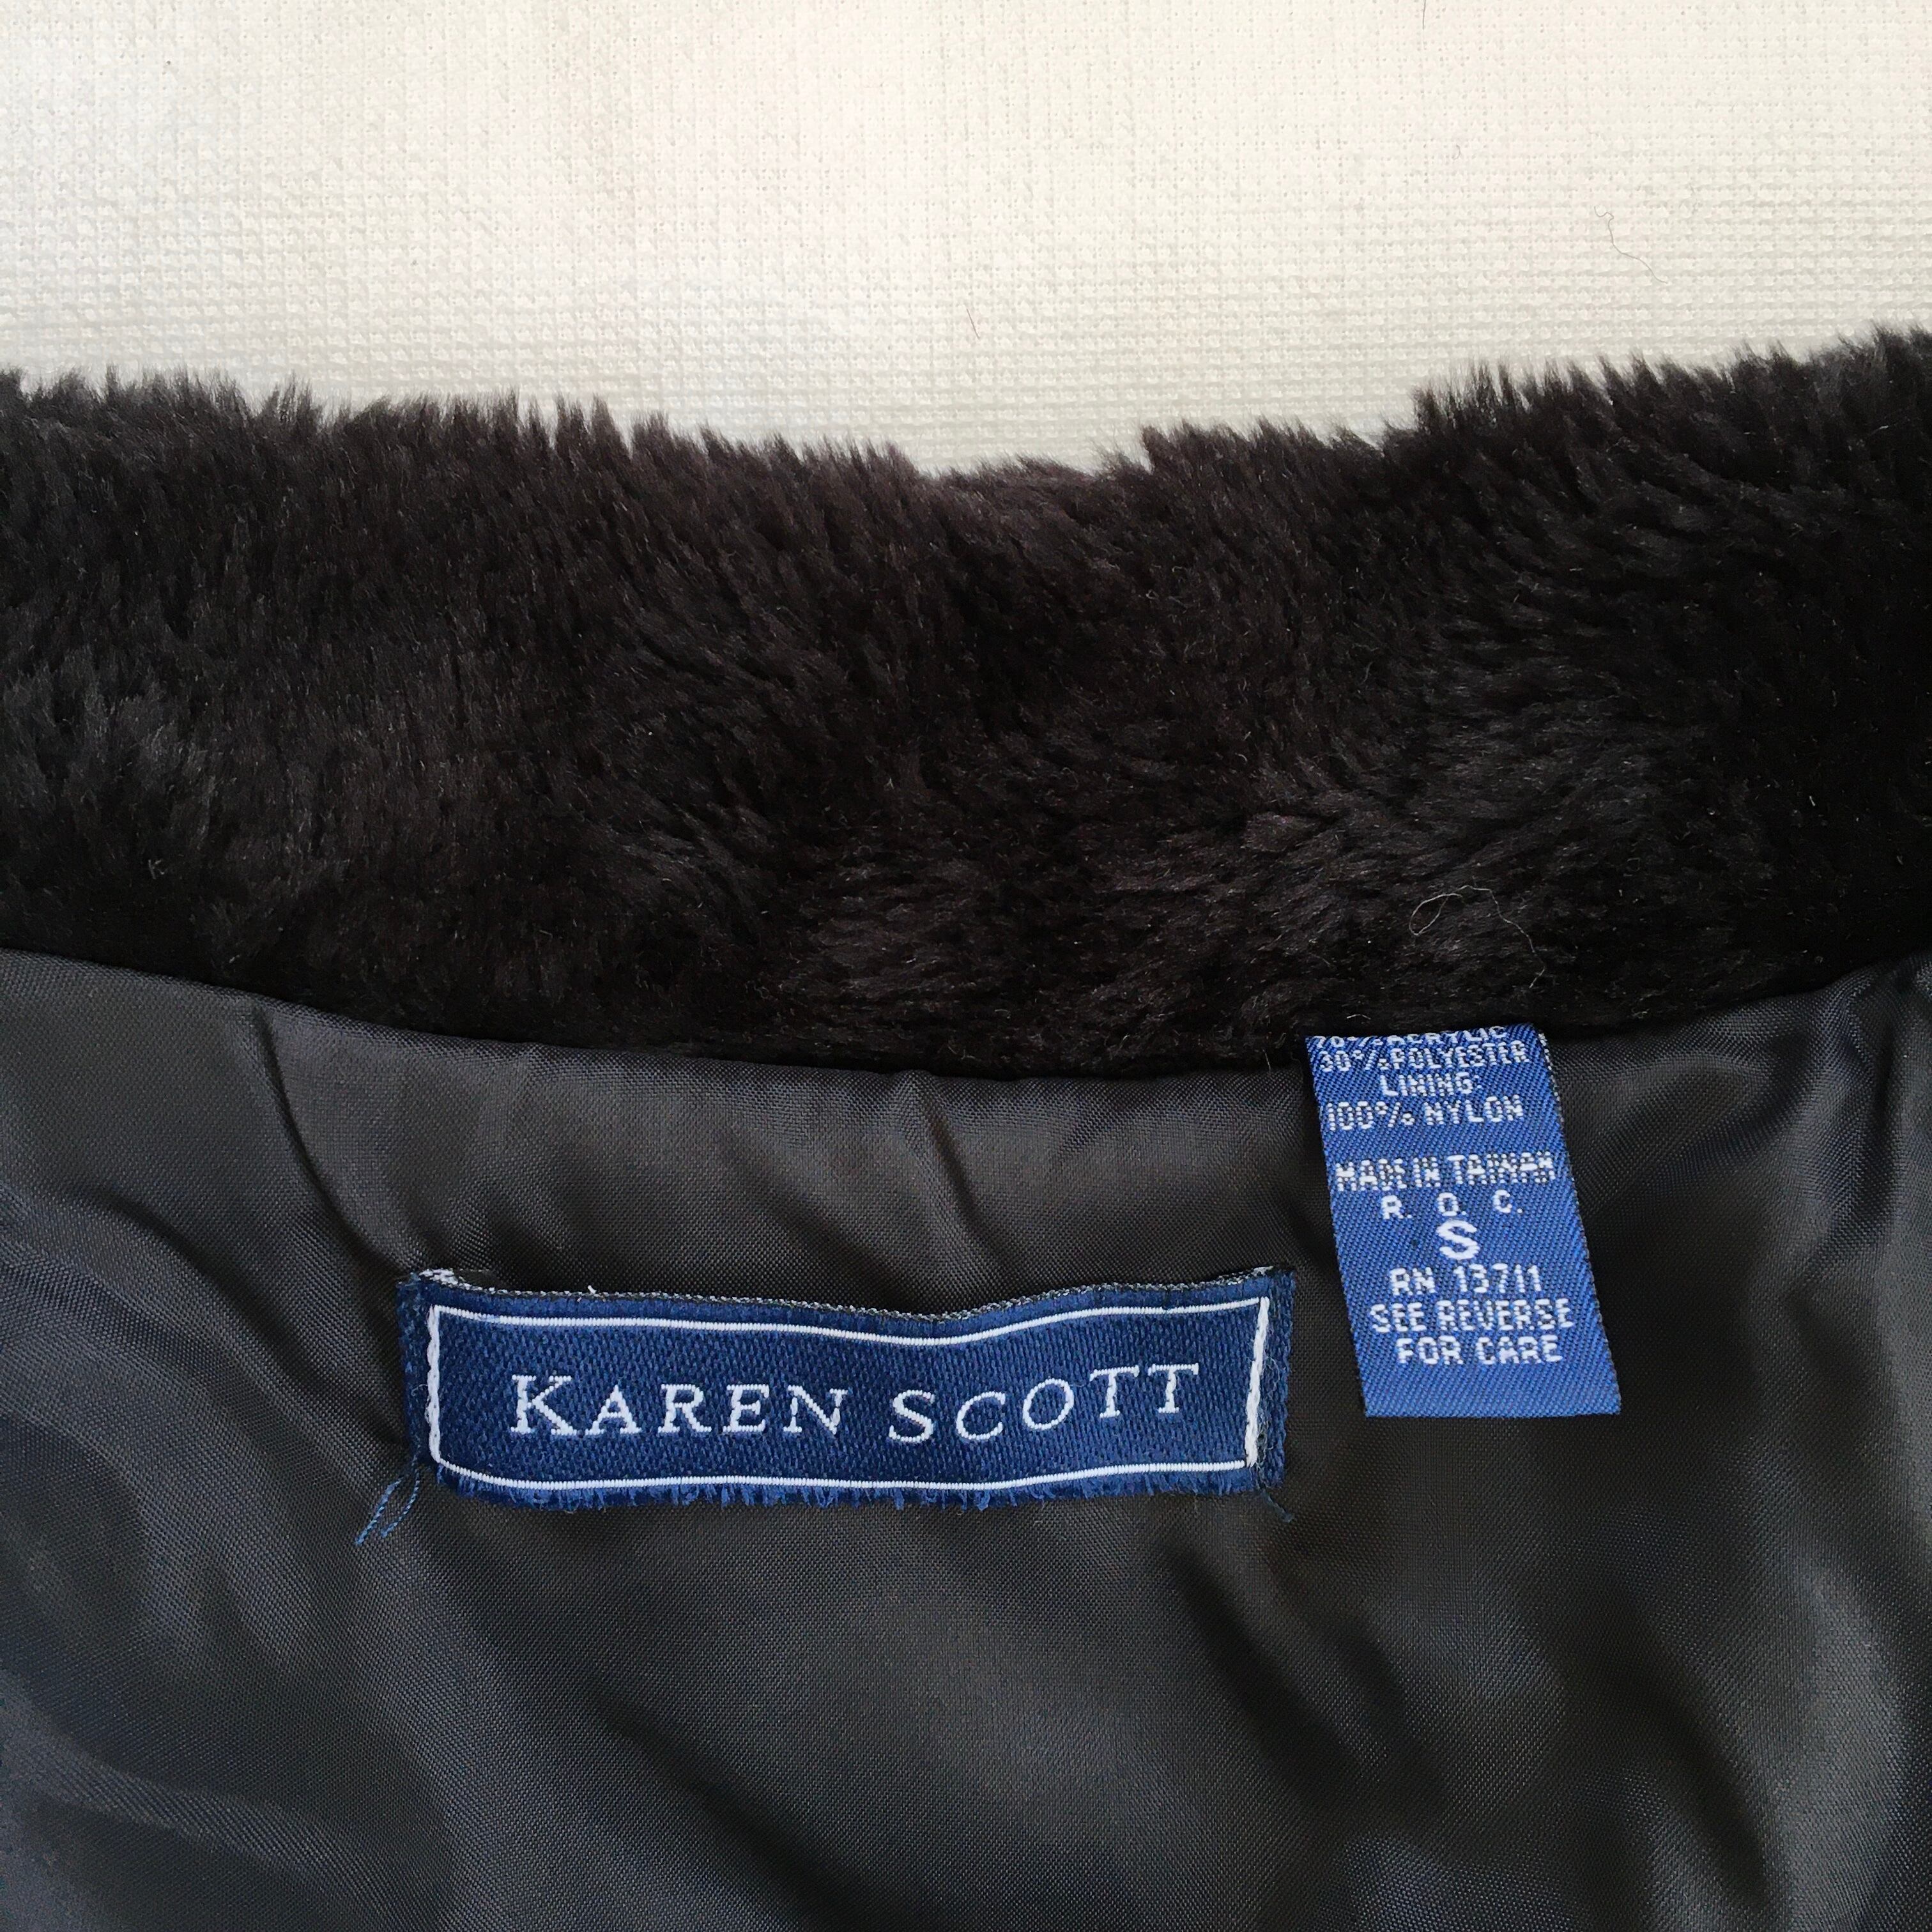 30% POLYESTER
LINING
100% NYLON
MADE IN TAIWAN
R. O. C.
S
RN 13711
SEE REVERSE
FOR CARE
KAREN SCOTT